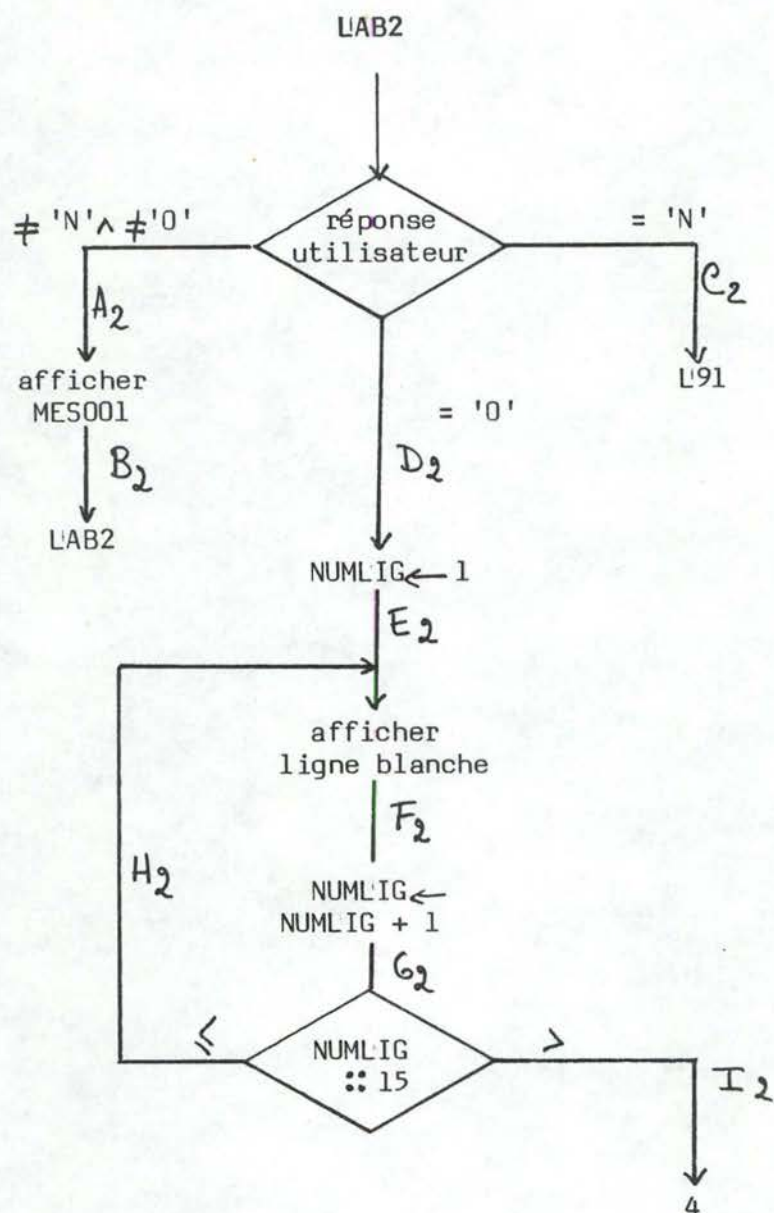 LAB2
réponse
utilisateur
≠ 'N' ∧ ≠ 'O'
= 'N'
A2
C2
afficher
MES001
L91
= 'O'
B2
D2
LAB2
NUMLIG ← 1
E2
afficher
ligne blanche
F2
H2
NUMLIG ←
NUMLIG + 1
G2
≤
NUMLIG
:: 15
>
I2
4